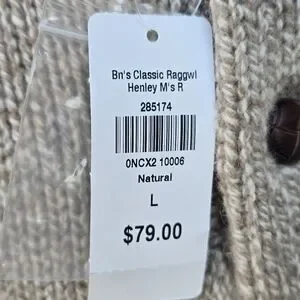 Bn's Classic Raggwl
Henley M's R
285174
0NCX2 10006
Natural
L
$79.00